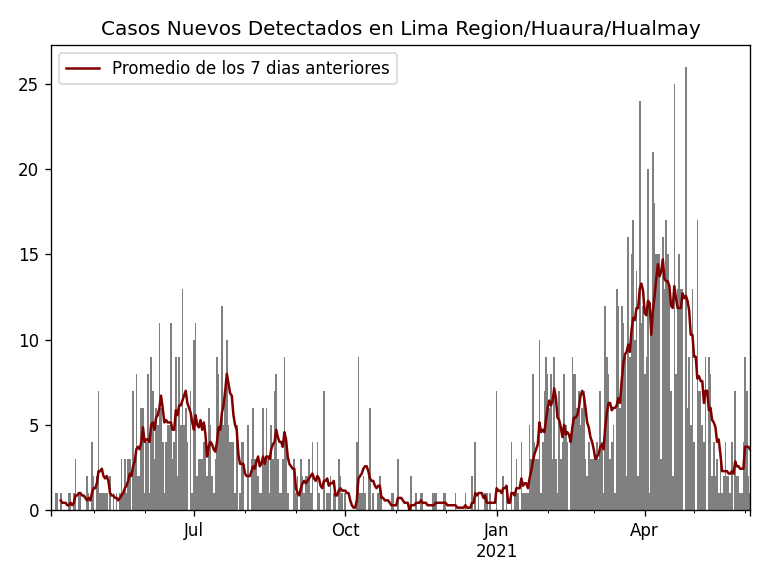 Casos Nuevos Detectados en Lima Region/Huaura/Hualmay
Promedio de los 7 dias anteriores
25
20
15
10
5
0
Jul
Oct
Jan
2021
Apr